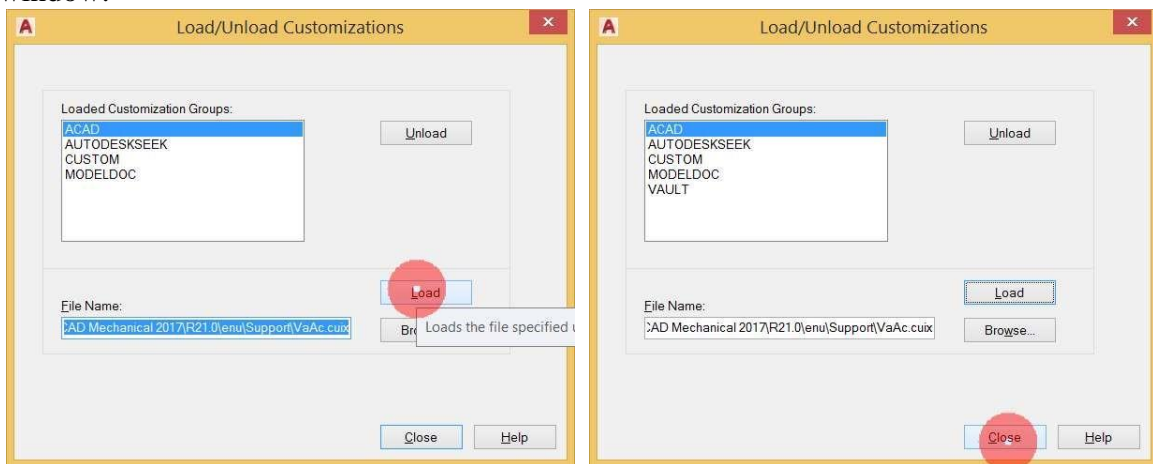 window.
Load/Unload Customizations
Loaded Customization Groups:
ACAD
AUTODESKSEEK
CUSTOM
MODELDOC
Unload
Load
File Name:
CAD Mechanical 2017\R21.0\enu\Support\VaAc.cuix
Loads the file specified
Close
Help
Load/Unload Customizations
Loaded Customization Groups:
ACAD
AUTODESKSEEK
CUSTOM
MODELDOC
VAULT
Unload
Load
File Name:
CAD Mechanical 2017\R21.0\enu\Support\VaAc.cuix
Browse...
Close
Help